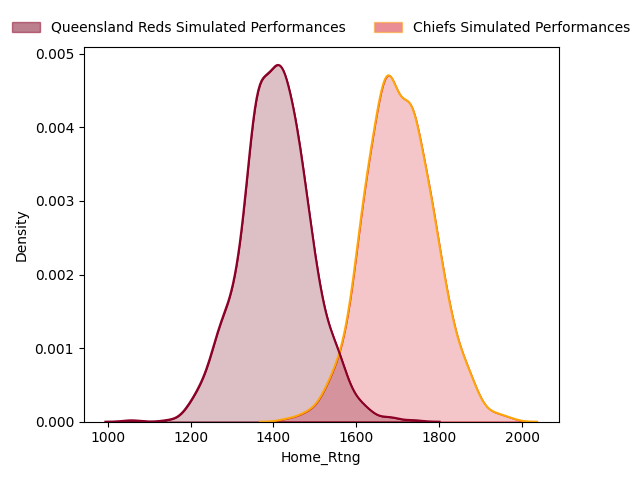 Queensland Reds Simulated Performances Chiefs Simulated Performances
0.005
0.004
0.003
0.002
0.001
0.000
Density
1000 1200 1400 1600 1800 2000
Home_Rtng